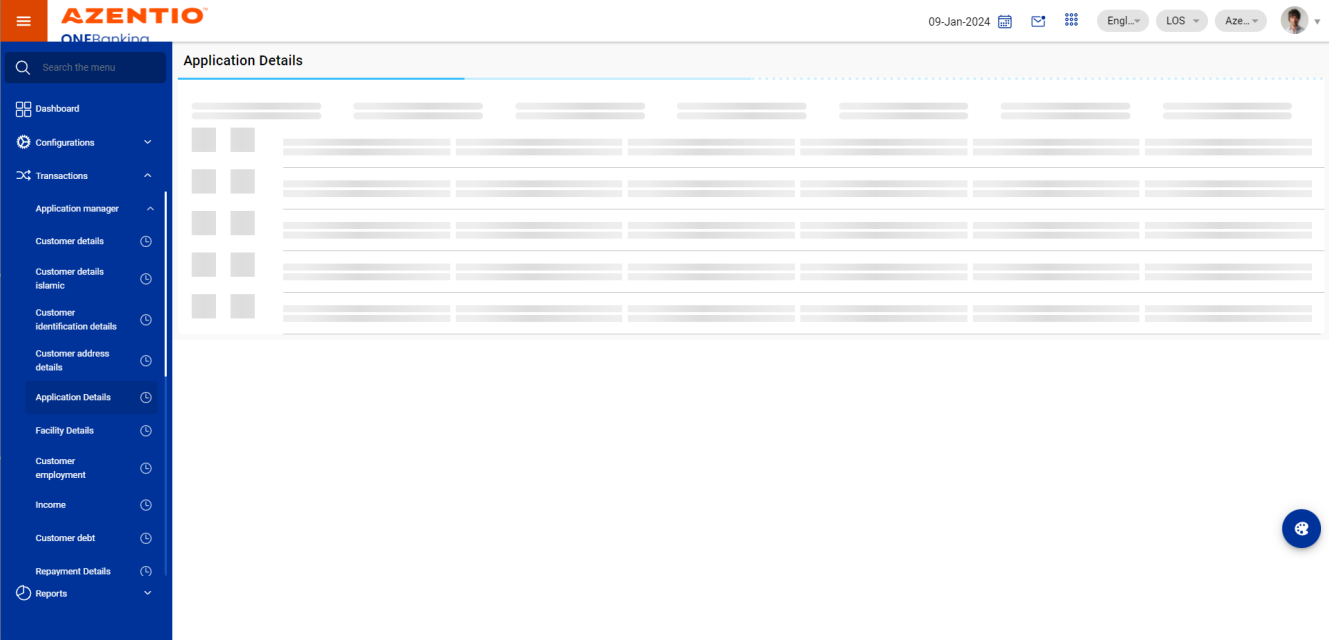 AZENTIO™
ONEBanking
09-Jan-2024
Engl...
LOS
Aze...
Search the menu
Application Details
Dashboard
Configurations
Transactions
Application manager
Customer details
Customer details
islamic
Customer
identification details
Customer address
details
Application Details
Facility Details
Customer
employment
Income
Customer debt
Repayment Details
Reports